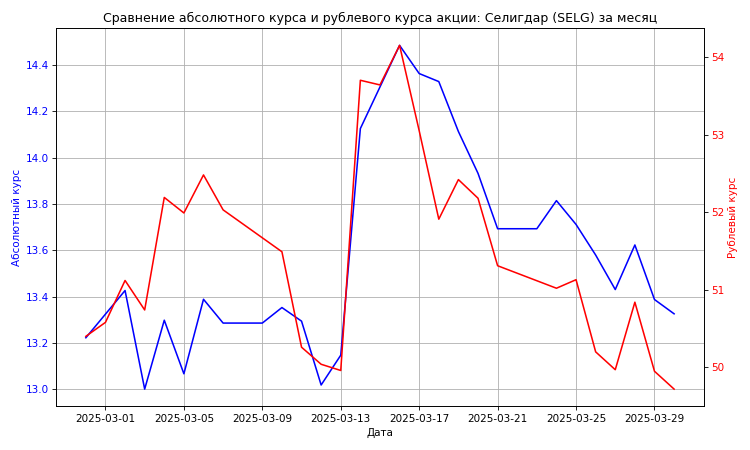 Сравнение абсолютного курса и рублевого курса акции: Селигдар (SELG) за месяц
Абсолютный курс
14.4
14.2
14.0
13.8
13.6
13.4
13.2
13.0
54
53
52
51
50
Рублевый курс
2025-03-01 2025-03-05 2025-03-09 2025-03-13 2025-03-17 2025-03-21 2025-03-25 2025-03-29
Дата